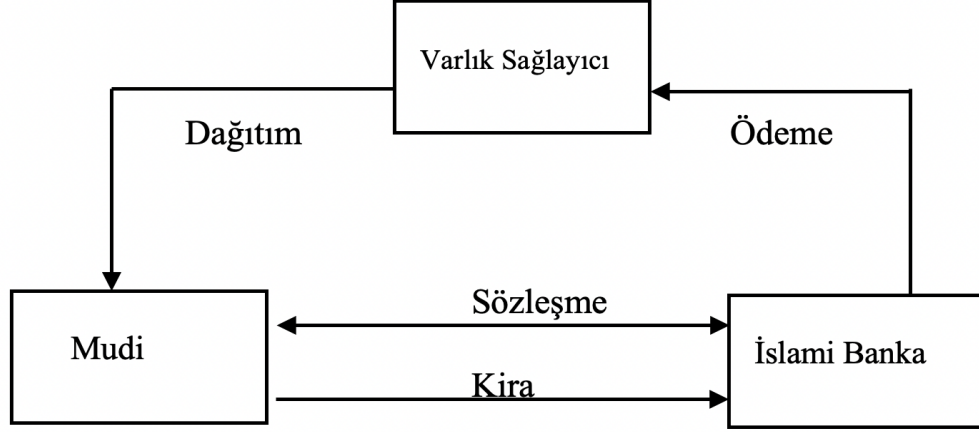 Varlık Sağlayıcı
Dağıtım
Ödeme
Sözleşme
Mudi
İslami Banka
Kira